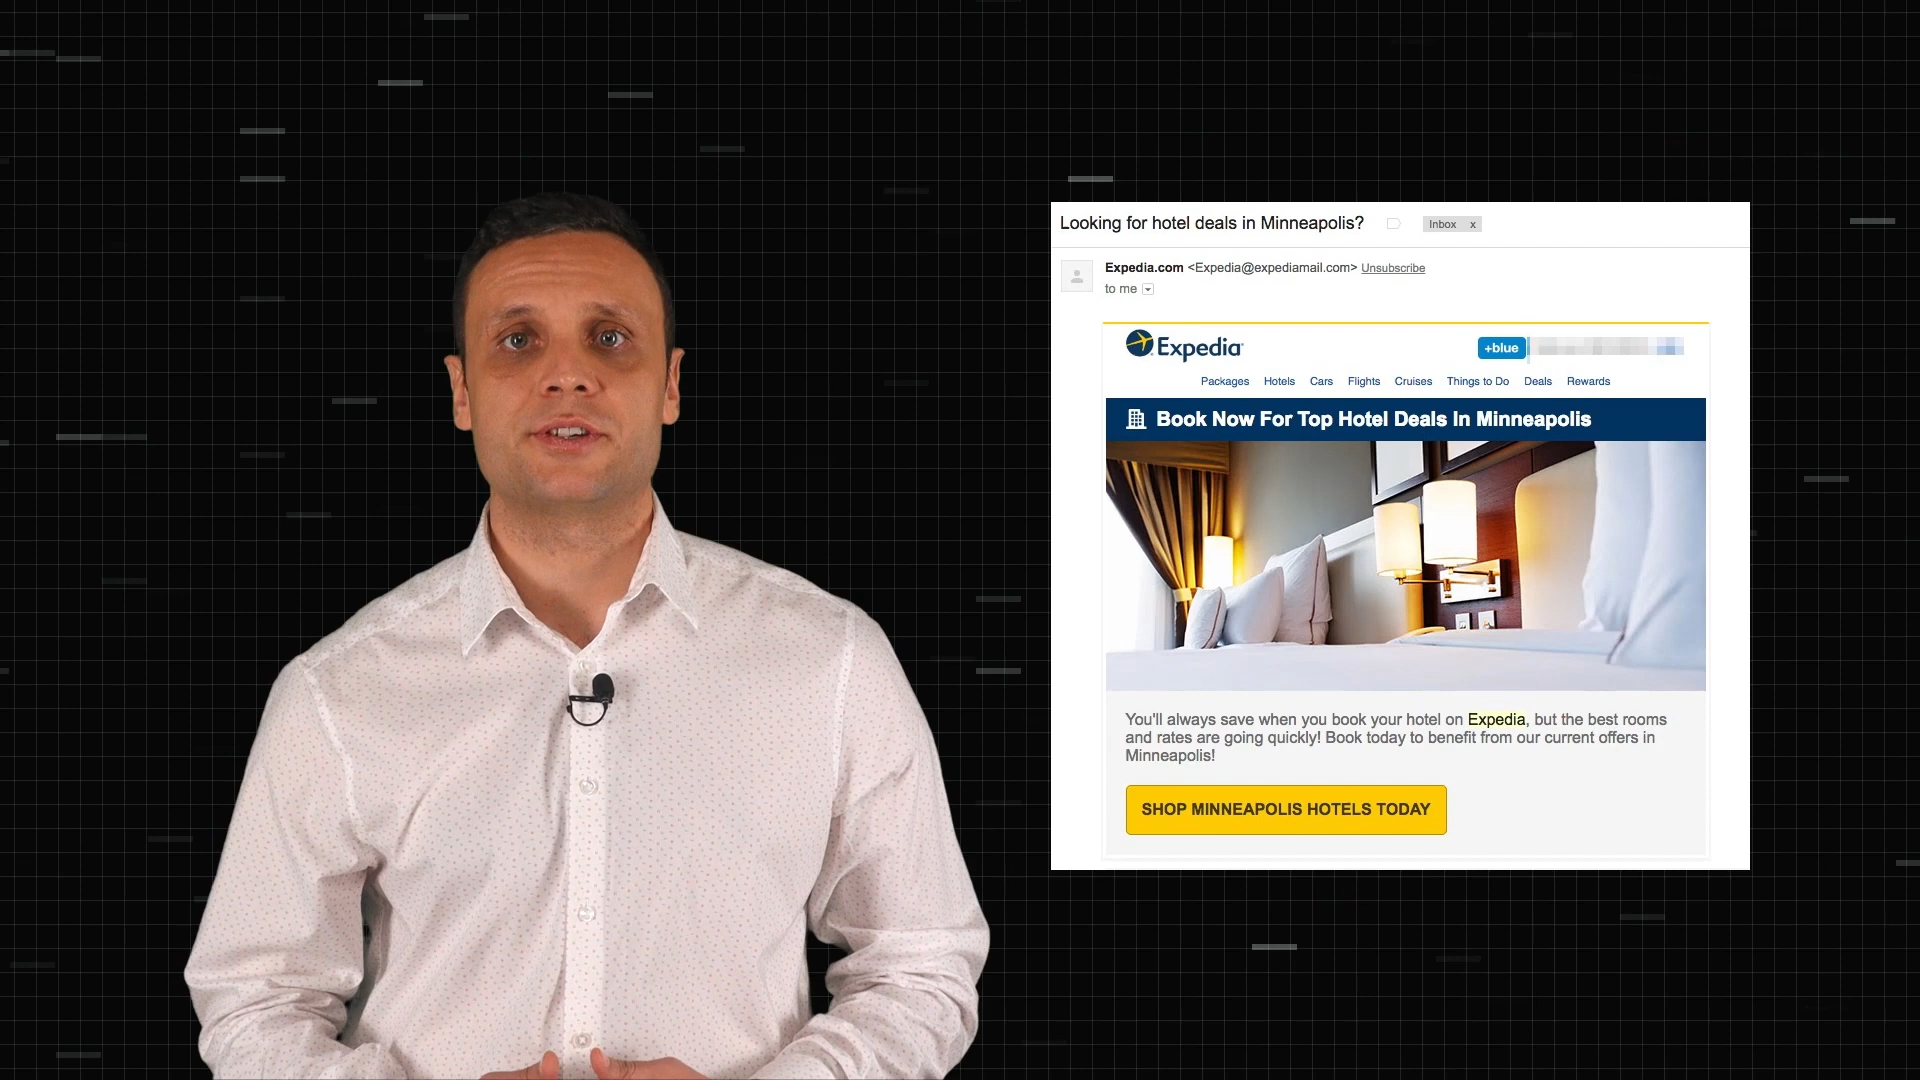 Looking for hotel deals in Minneapolis?
Inbox x
Expedia.com <Expedia@expediamail.com> Unsubscribe
to me
Expedia
+blue
Packages Hotels Cars Flights Cruises Things to Do Deals Rewards
Book Now For Top Hotel Deals In Minneapolis
You'll always save when you book your hotel on Expedia, but the best rooms
and rates are going quickly! Book today to benefit from our current offers in
Minneapolis!
SHOP MINNEAPOLIS HOTELS TODAY